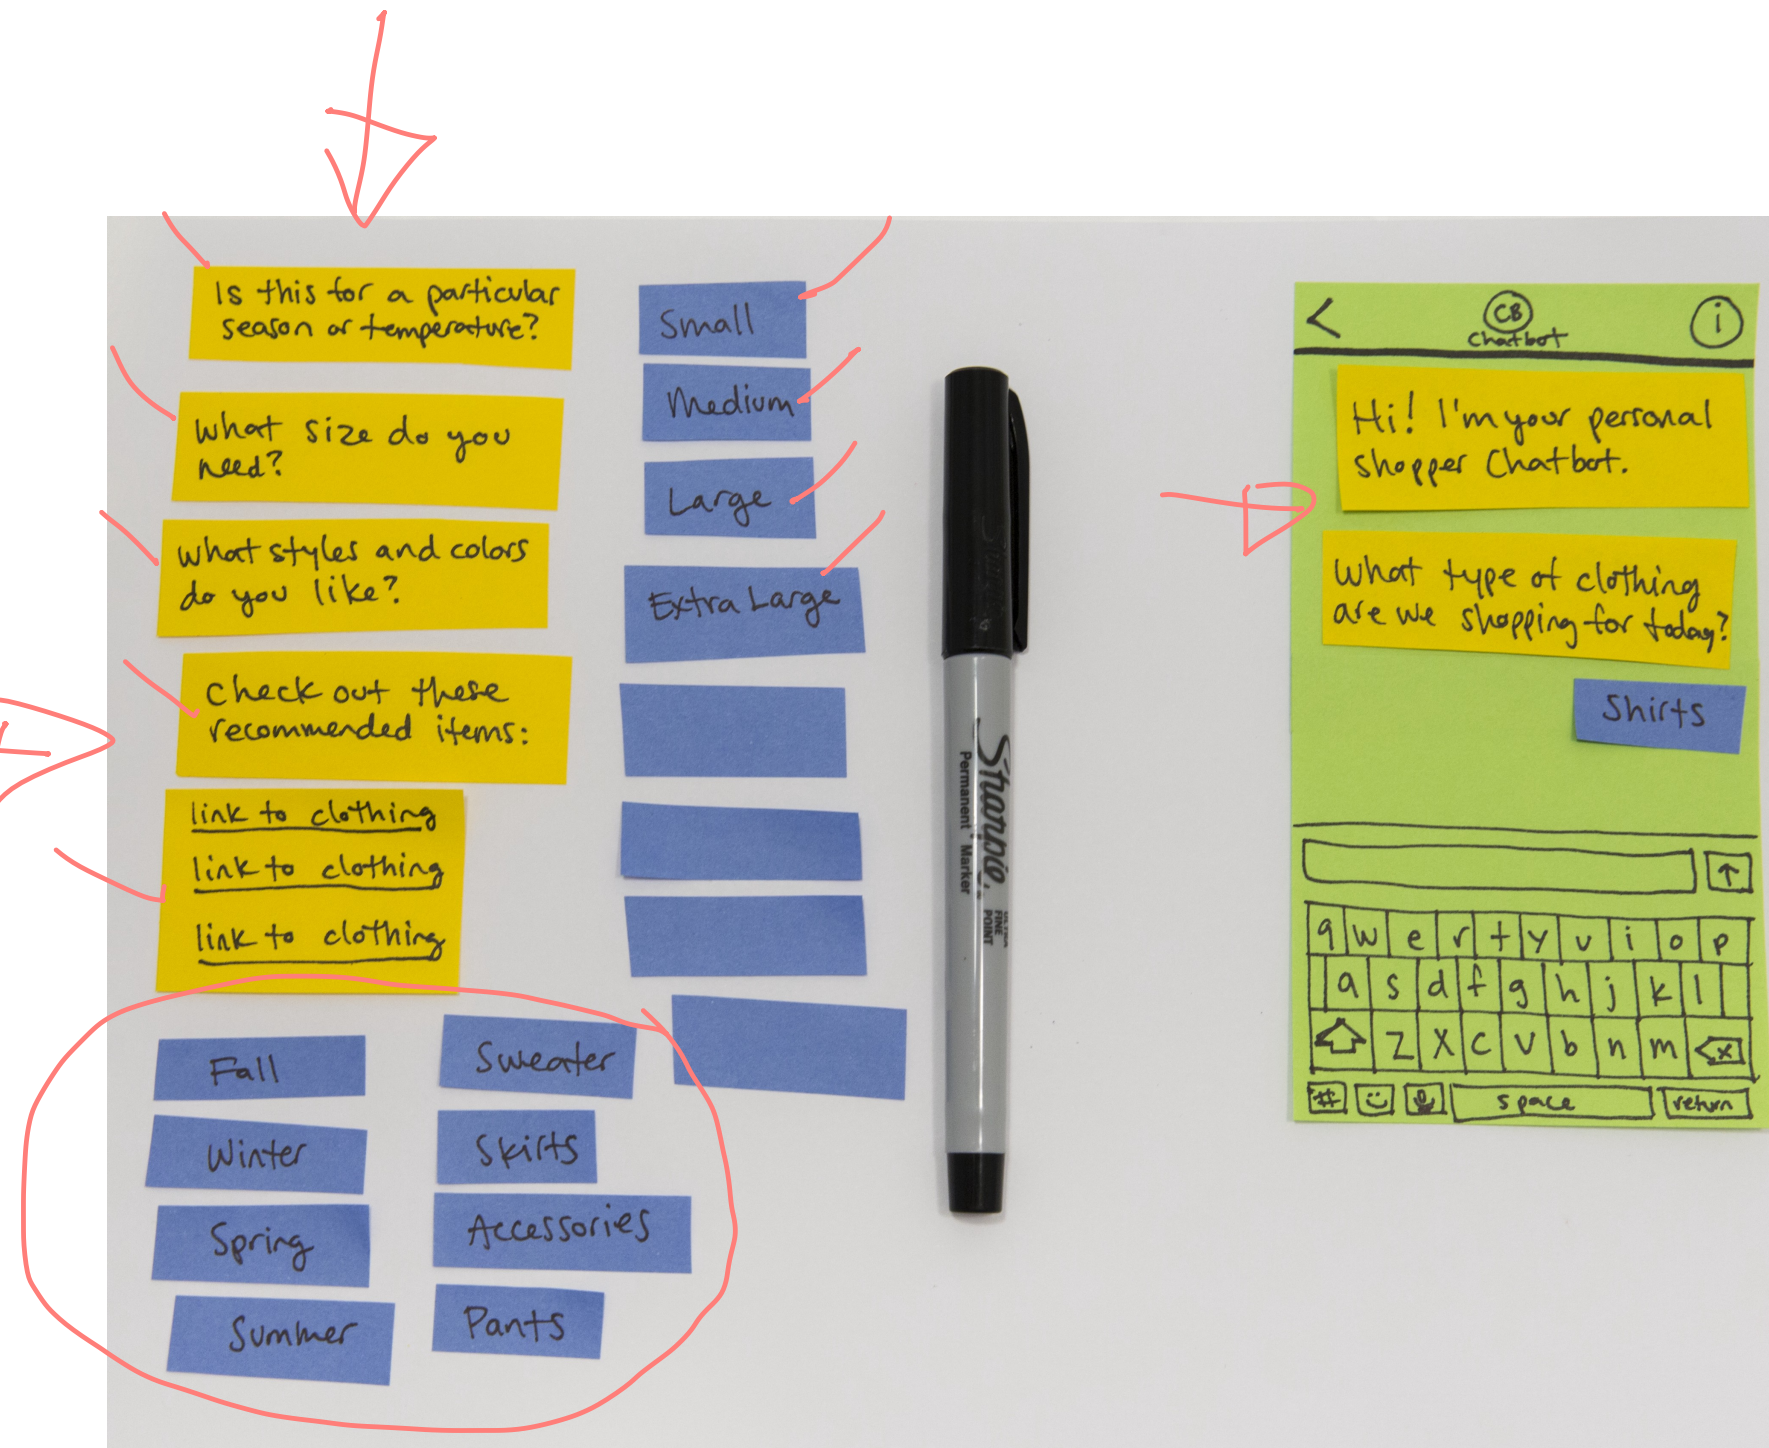 Is this for a particular
season or temperature?
What size do you
need?
What styles and colors
do you like?
Check out these
recommended items:
link to clothing
link to clothing
link to clothing
Fall
Winter
Spring
Summer
Sweater
Skirts
Accessories
Pants
Small
Medium
Large
Extra Large
Sharpie
Permanent Marker
FINE
POINT
CB
Chatbot
i
Hi! I'm your personal
shopper Chatbot.
What type of clothing
are we shopping for today?
Shirts
q w e r t y u i o p
a s d f g h j k l
z x c v b n m
# space return